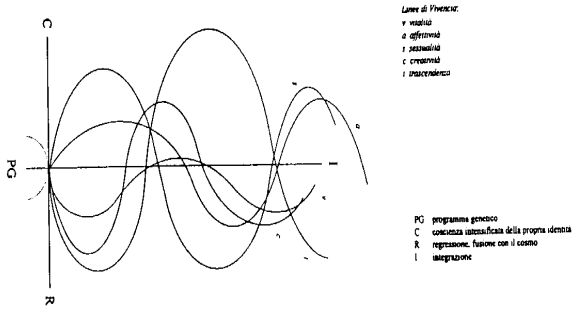 Linee di Vivencia:
v vitalità
a affettività
s sessualità
c creatività
t trascendenza
C
PG
I
R
a
c
PG programma genetico
C coscienza intensificata della propria identità
R regressione, fusione con il cosmo
I integrazione